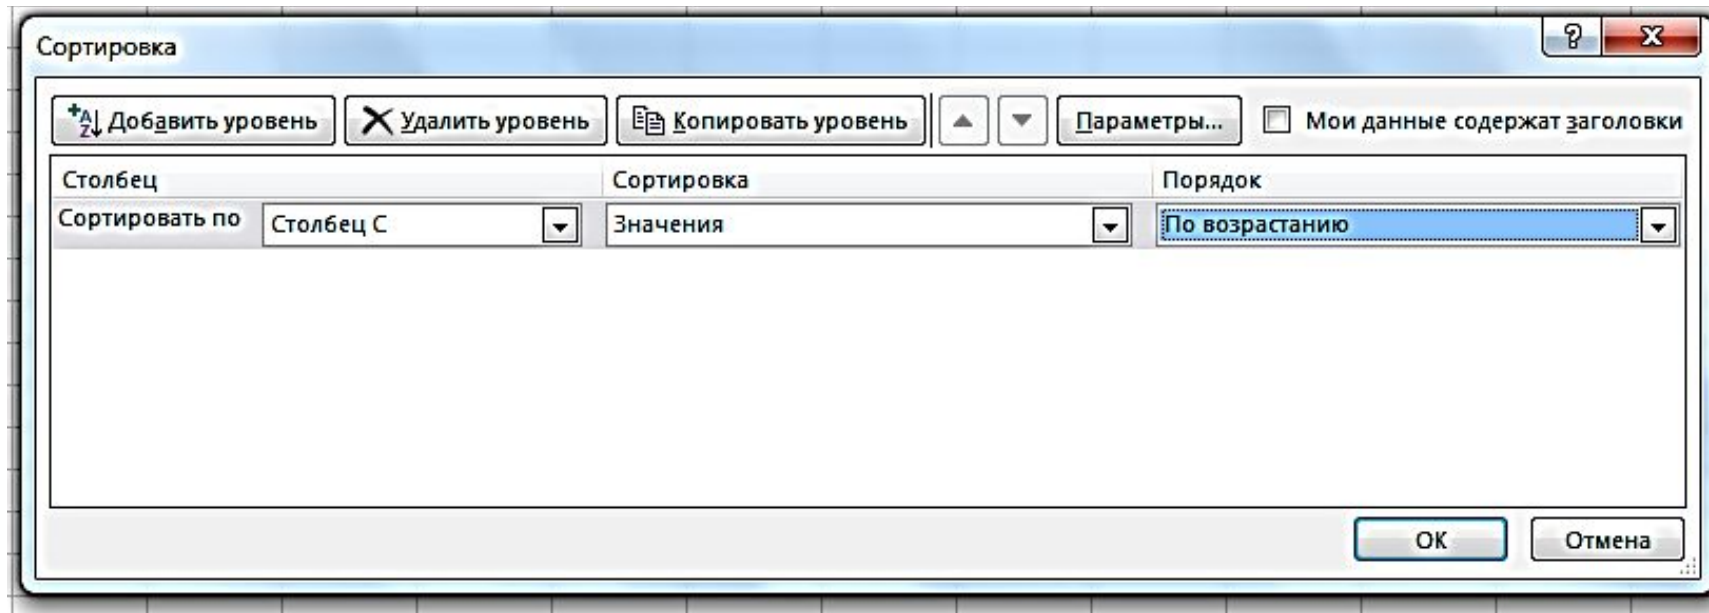 Сортировка
?
X
Добавить уровень Удалить уровень Копировать уровень Параметры... Мои данные содержат заголовки
Столбец Сортировка Порядок
Сортировать по Столбец C Значения По возрастанию
ОК Отмена